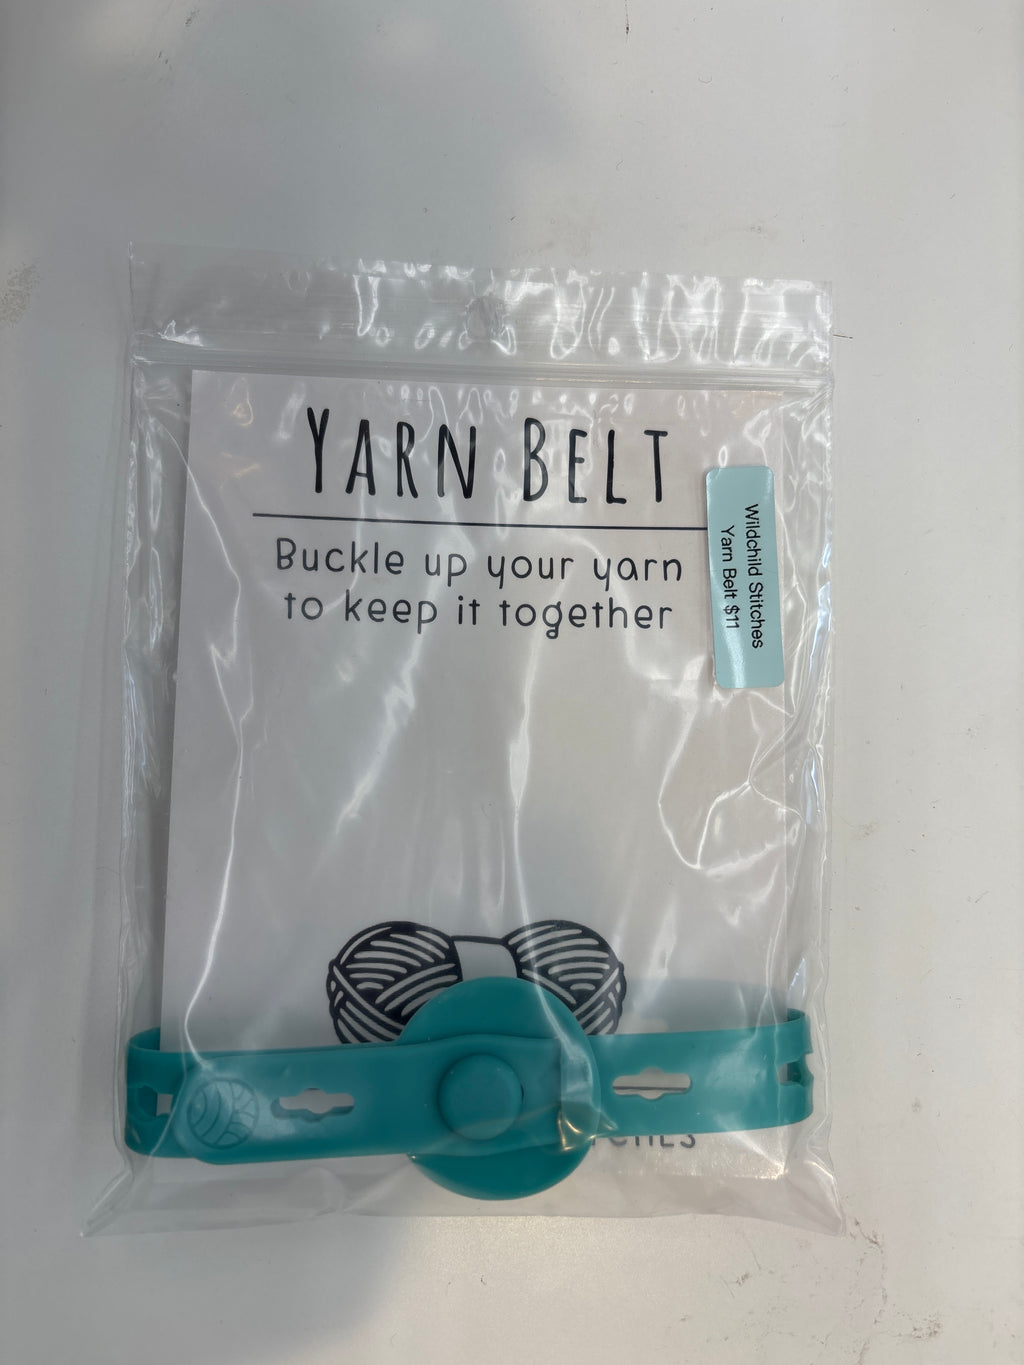 YARN BELT
Buckle up your yarn
to keep it together
Wildchild Stitches
Yarn Belt $11